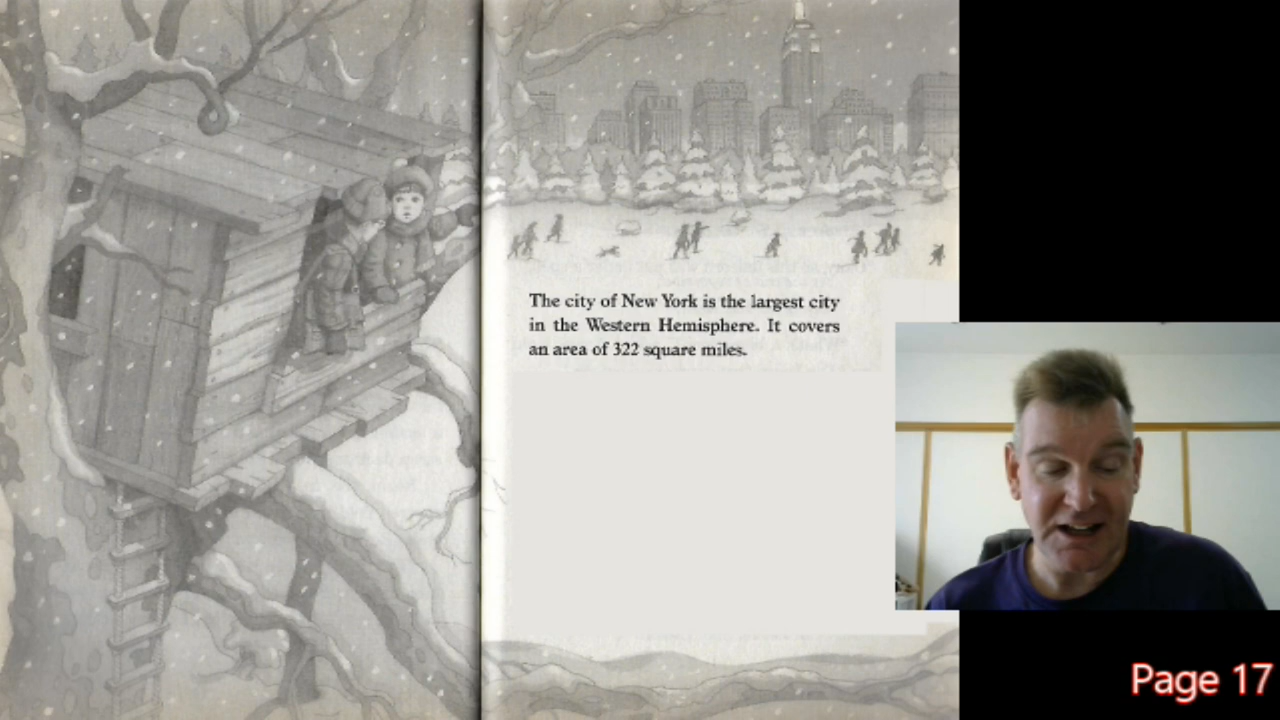 The city of New York is the largest city
in the Western Hemisphere. It covers
an area of 322 square miles.
Page 17